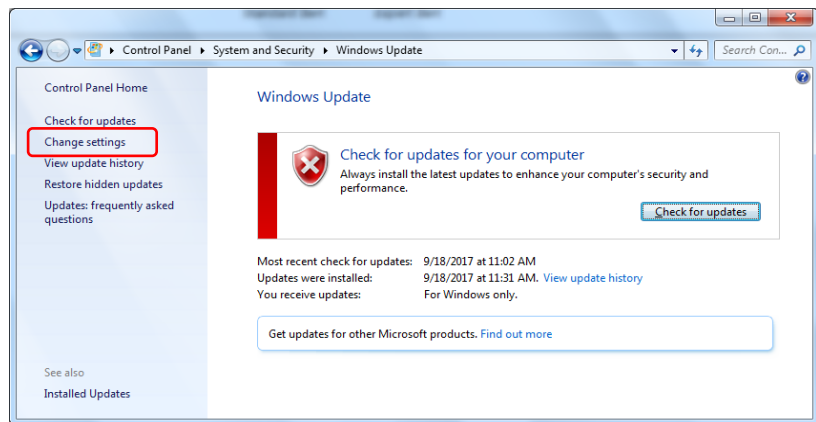 Control Panel ▸ System and Security ▸ Windows Update
Search Con...
Control Panel Home
Check for updates
Change settings
View update history
Restore hidden updates
Updates: frequently asked
questions
See also
Installed Updates
Windows Update
Check for updates for your computer
Always install the latest updates to enhance your computer's security and
performance.
Check for updates
Most recent check for updates: 9/18/2017 at 11:02 AM
Updates were installed: 9/18/2017 at 11:31 AM. View update history
You receive updates: For Windows only.
Get updates for other Microsoft products. Find out more